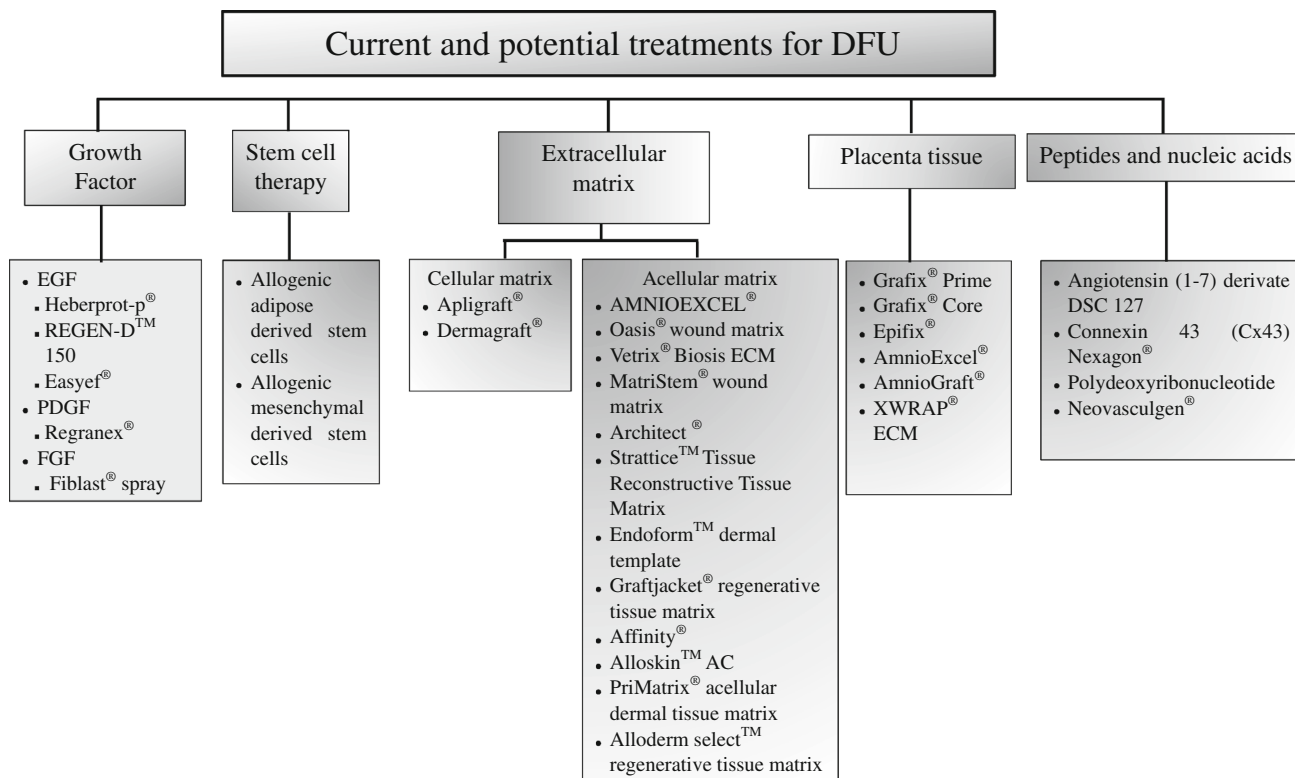 Current and potential treatments for DFU
Growth
Factor
Stem cell
therapy
Extracellular
matrix
Placenta tissue
Peptides and nucleic acids
• EGF
▪ Heberprot-p®
▪ REGEN-D™
150
▪ Easyef®
• PDGF
▪ Regranex®
• FGF
▪ Fiblast® spray
• Allogenic
adipose
derived stem
cells
• Allogenic
mesenchymal
derived stem
cells
Cellular matrix
• Apligraft®
• Dermagraft®
Acellular matrix
• AMNIOEXCEL®
• Oasis® wound matrix
• Vetrix® Biosis ECM
• MatriStem® wound
matrix
• Architect ®
• Strattice™ Tissue
Reconstructive Tissue
Matrix
• Endoform™ dermal
template
• Graftjacket® regenerative
tissue matrix
• Affinity®
• Alloskin™ AC
• PriMatrix® acellular
dermal tissue matrix
• Alloderm select™
regenerative tissue matrix
• Grafix® Prime
• Grafix® Core
• Epifix®
• AmnioExcel®
• AmnioGraft®
• XWRAP®
ECM
• Angiotensin (1-7) derivate
DSC 127
• Connexin 43 (Cx43)
Nexagon®
• Polydeoxyribonucleotide
• Neovasculgen®